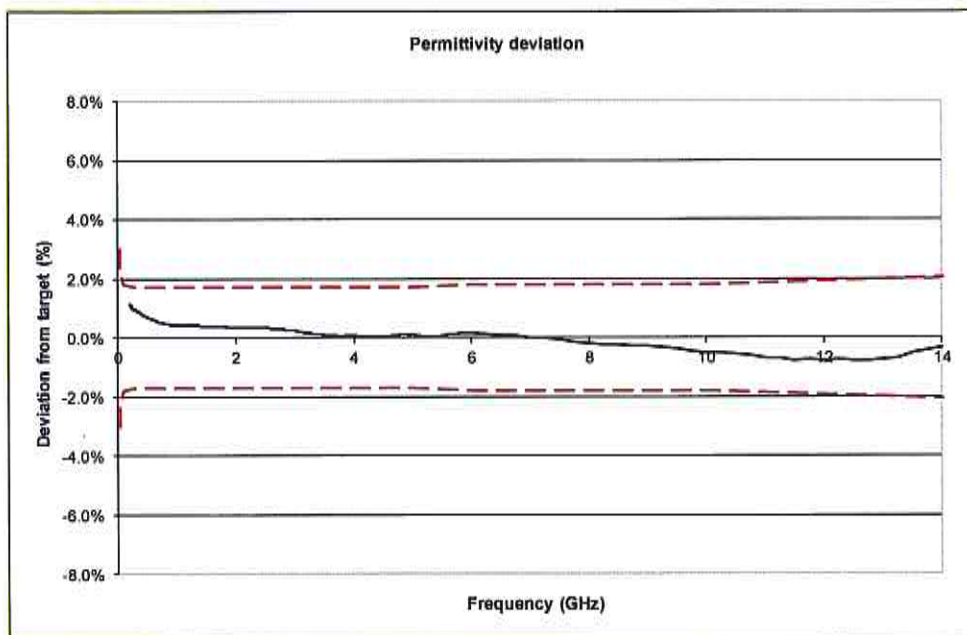 Permittivity deviation
8.0%
6.0%
4.0%
2.0%
0.0%
-2.0%
-4.0%
-6.0%
-8.0%
Deviation from target (%)
0 2 4 6 8 10 12 14
Frequency (GHz)